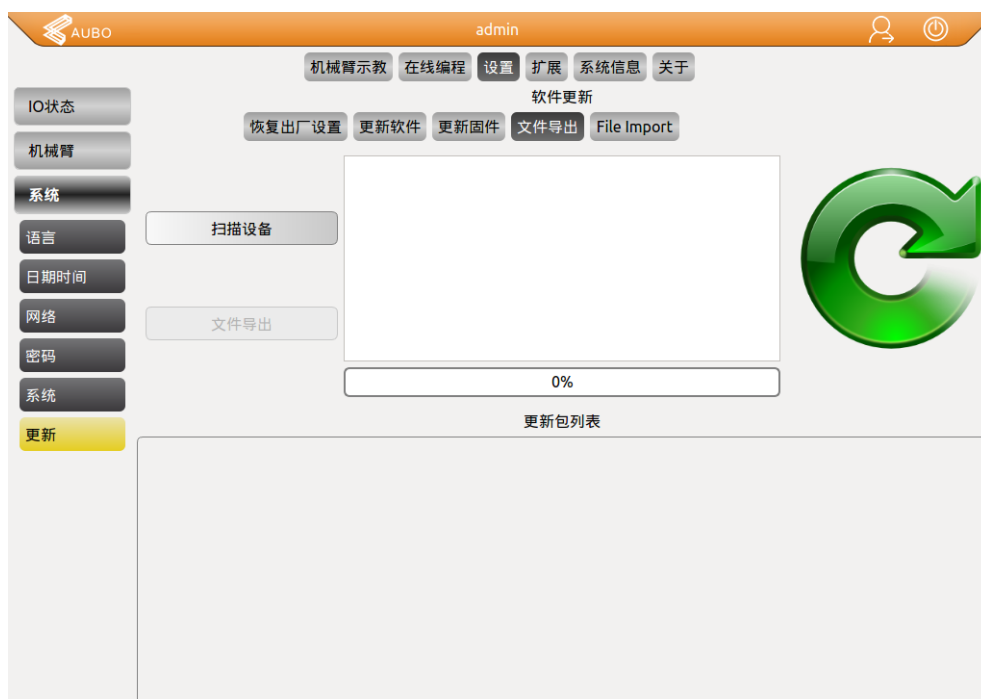 AUBO admin
机械臂示教 在线编程 设置 扩展 系统信息 关于
软件更新
恢复出厂设置 更新软件 更新固件 文件导出 File Import
IO状态
机械臂
系统
语言
日期时间
网络
密码
系统
更新
扫描设备
文件导出
0%
更新包列表